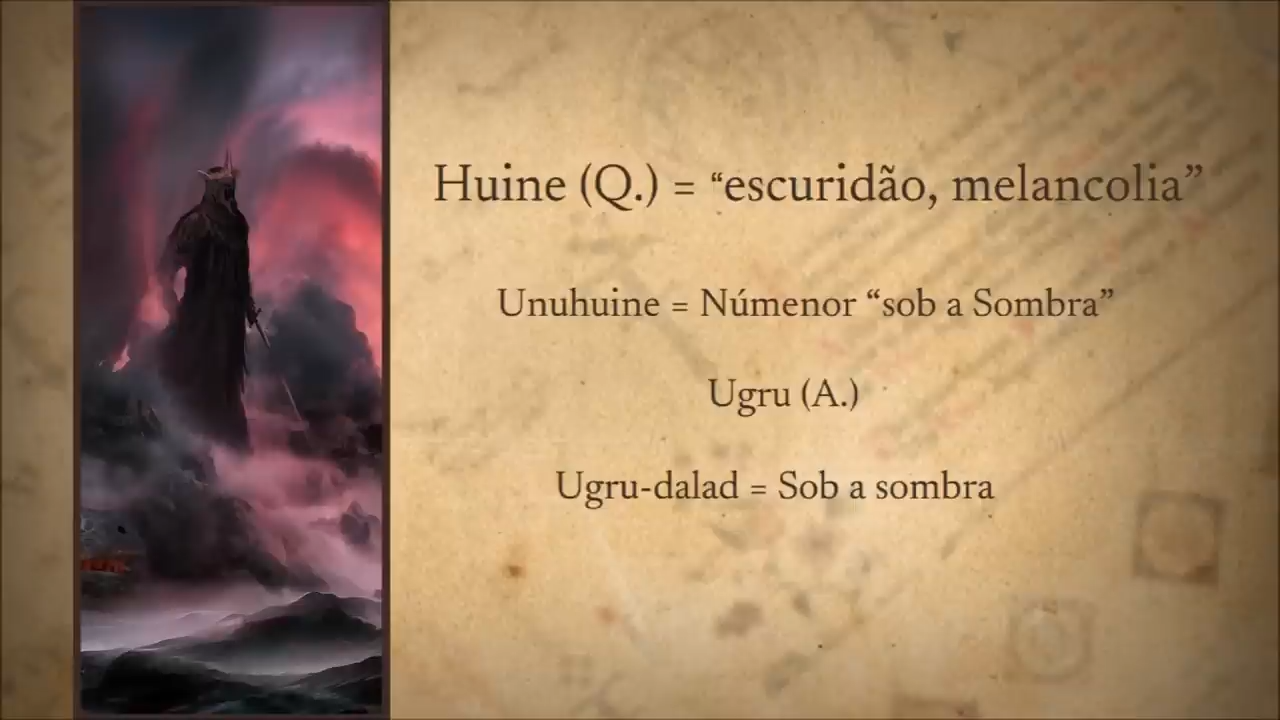 Huine (Q.) = “escuridão, melancolia”
Unuhuine = Númenor “sob a Sombra”
Ugru (A.)
Ugru-dalad = Sob a sombra